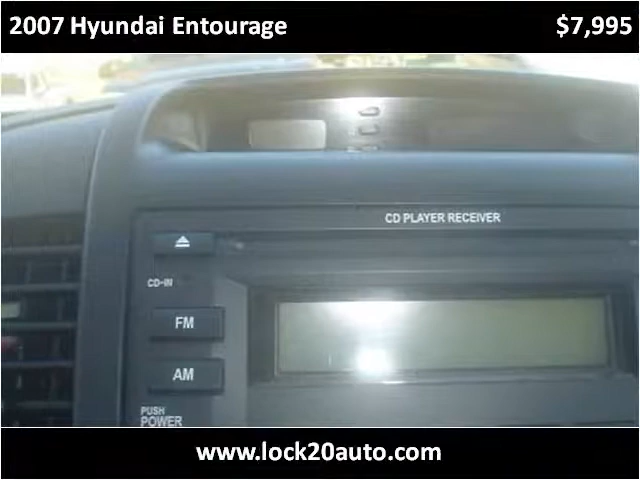 2007 Hyundai Entourage $7,995
CD PLAYER RECEIVER
CD-IN
FM
AM
PUSH
POWER
www.lock20auto.com